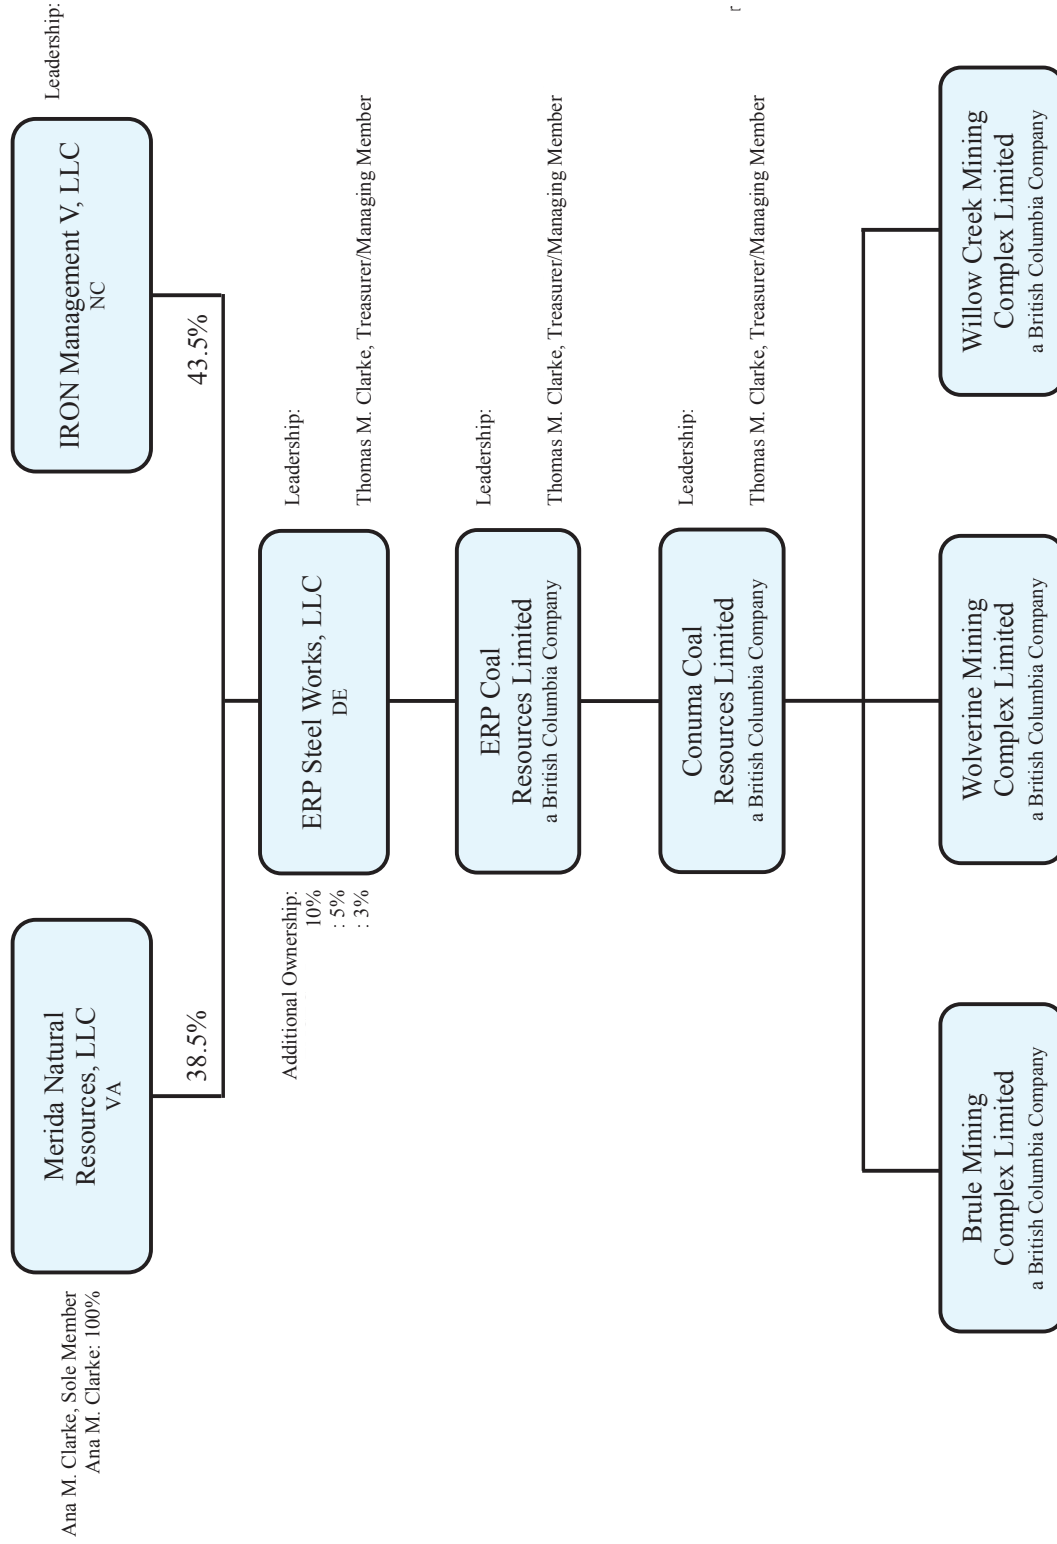 Ana M. Clarke, Sole Member
Ana M. Clarke: 100%
Merida Natural
Resources, LLC
VA
IRON Management V, LLC
NC
Leadership:
38.5%
43.5%
Additional Ownership:
10%
: 5%
: 3%
ERP Steel Works, LLC
DE
Leadership:
Thomas M. Clarke, Treasurer/Managing Member
ERP Coal
Resources Limited
a British Columbia Company
Leadership:
Thomas M. Clarke, Treasurer/Managing Member
Conuma Coal
Resources Limited
a British Columbia Company
Leadership:
Thomas M. Clarke, Treasurer/Managing Member
Brule Mining
Complex Limited
a British Columbia Company
Wolverine Mining
Complex Limited
a British Columbia Company
Willow Creek Mining
Complex Limited
a British Columbia Company